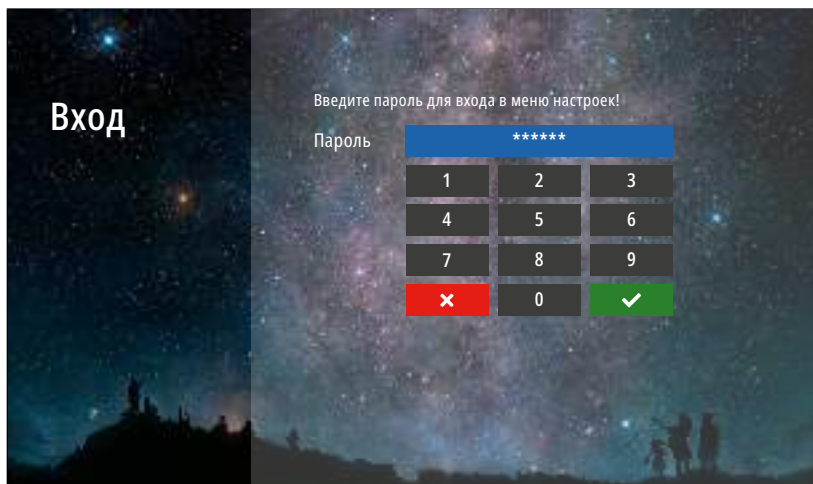 Вход
Введите пароль для входа в меню настроек!
Пароль ******
1 2 3
4 5 6
7 8 9
0